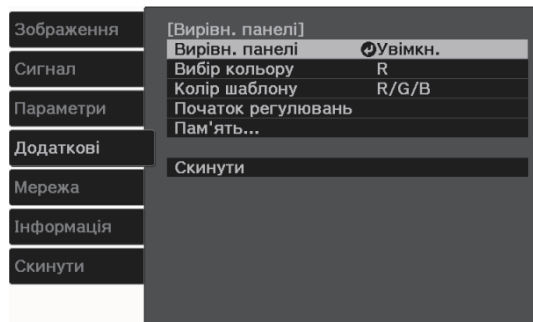 Зображення
Сигнал
Параметри
Додаткові
Мережа
Інформація
Скинути
[Вирівн. панелі]
Вирівн. панелі Увімкн.
Вибір кольору R
Колір шаблону R/G/B
Початок регулювань
Пам'ять...
Скинути